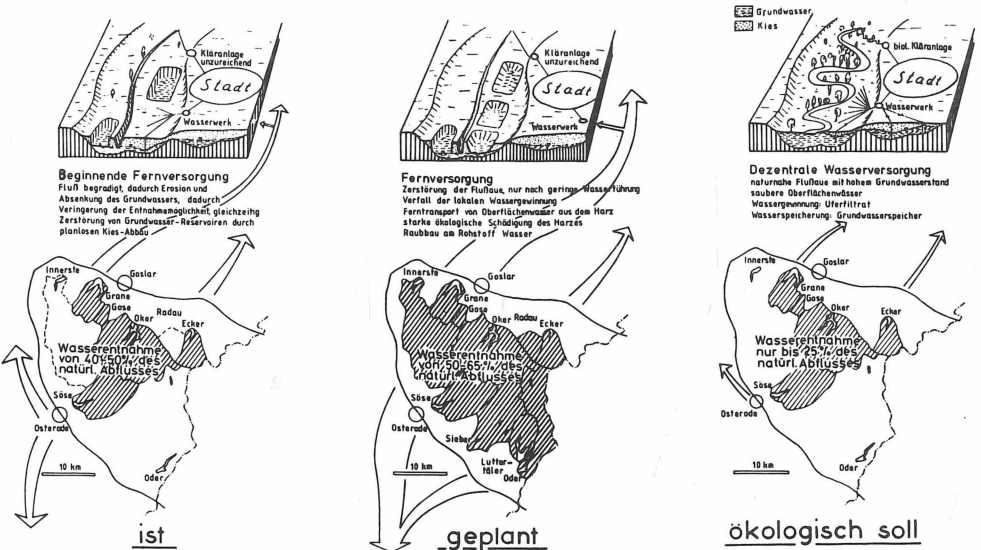 Kläranlage
unzureichend
Stadt
Wasserwerk
Beginnende Fernversorgung
Fluß begradigt, dadurch Erosion und
Absenkung des Grundwassers, dadurch
Veringerung der Entnahmemöglichkeit, gleichzeitig
Zerstörung von Grundwasser-Reservoiren durch
planlosen Kies-Abbau
Innerste
Goslar
Grane
Gose
Oker
Radau
Ecker
Wasserentnahme
von 40-50% des
natürl. Abflusses
Söse
Osterode
10 km
Oder
ist
Kläranlage
unzureichend
Stadt
Wasserwerk
Fernversorgung
Zerstörung der Flußaue, nur noch geringe Wasserführung
Verfall der lokalen Wassergewinnung
Ferntransport von Oberflächenwasser aus dem Harz
starke ökologische Schädigung des Harzes
Raubbau am Rohstoff Wasser
Innerste
Goslar
Grane
Gose
Oker
Radau
Ecker
Wasserentnahme
von 50-65% des
natürl. Abflusses
Söse
Osterode
Sieber
Lutter-
täler
Oder
10 km
geplant
Grundwasser
Kies
biol. Kläranlage
Stadt
Wasserwerk
Dezentrale Wasserversorgung
naturnahe Flußaue mit hohem Grundwasserstand
saubere Oberflächenwässer
Wassergewinnung: Uferfiltrat
Wasserspeicherung: Grundwasserspeicher
Innerste
Goslar
Grane
Gose
Oker
Ecker
Wasserentnahme
nur bis 25% des
natürl. Abflusses
Söse
Osterode
10 km
Oder
ökologisch soll